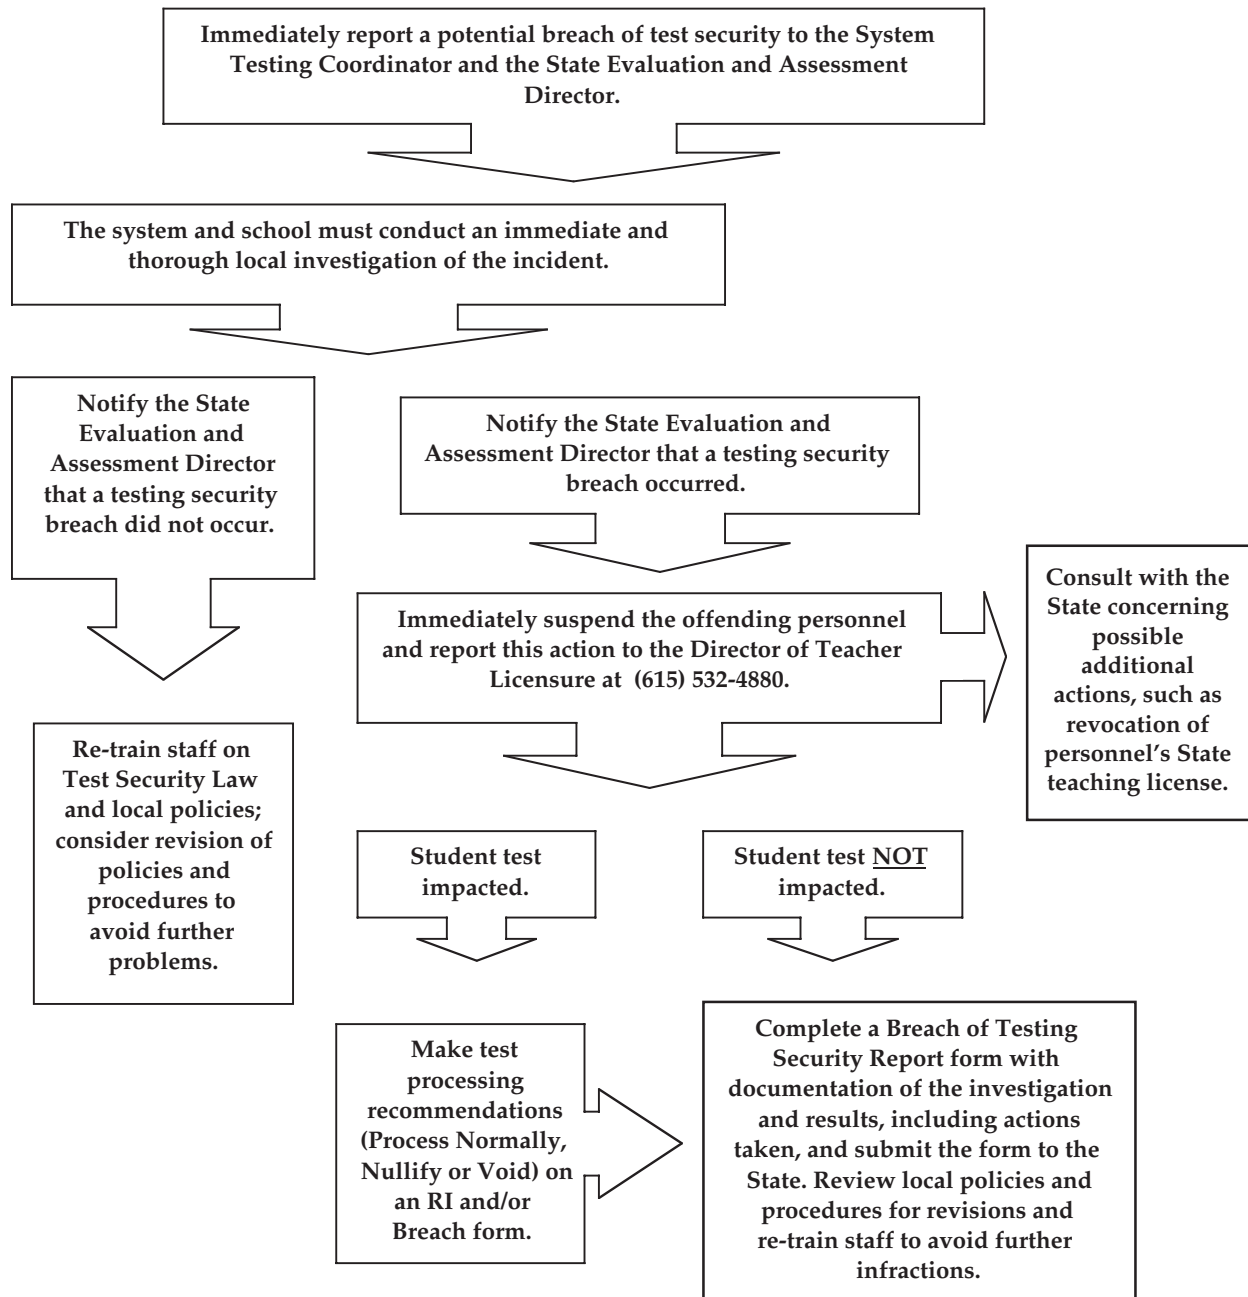 Immediately report a potential breach of test security to the System
Testing Coordinator and the State Evaluation and Assessment
Director.
The system and school must conduct an immediate and
thorough local investigation of the incident.
Notify the State
Evaluation and
Assessment Director
that a testing security
breach did not occur.
Notify the State Evaluation and
Assessment Director that a testing security
breach occurred.
Immediately suspend the offending personnel
and report this action to the Director of Teacher
Licensure at (615) 532-4880.
Consult with the
State concerning
possible
additional
actions, such as
revocation of
personnel's State
teaching license.
Re-train staff on
Test Security Law
and local policies;
consider revision of
policies and
procedures to
avoid further
problems.
Student test
impacted.
Student test NOT
impacted.
Make test
processing
recommendations
(Process Normally,
Nullify or Void) on
an RI and/or
Breach form.
Complete a Breach of Testing
Security Report form with
documentation of the investigation
and results, including actions
taken, and submit the form to the
State. Review local policies and
procedures for revisions and
re-train staff to avoid further
infractions.